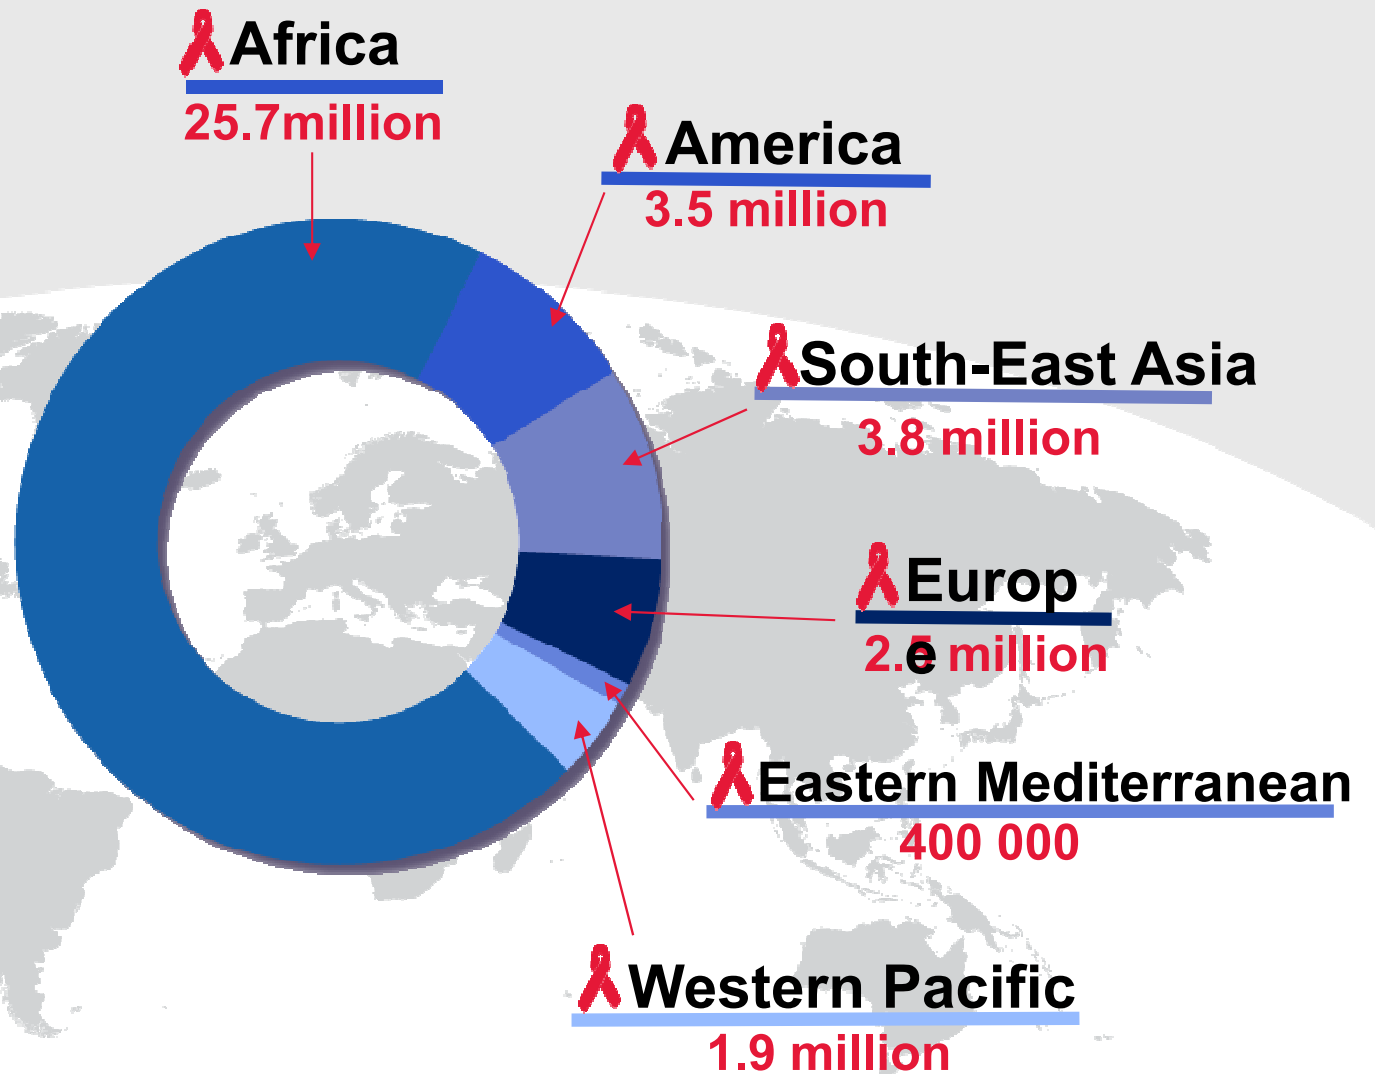 Africa
25.7million
America
3.5 million
South-East Asia
3.8 million
Europ
e
2.5 million
Eastern Mediterranean
400 000
Western Pacific
1.9 million